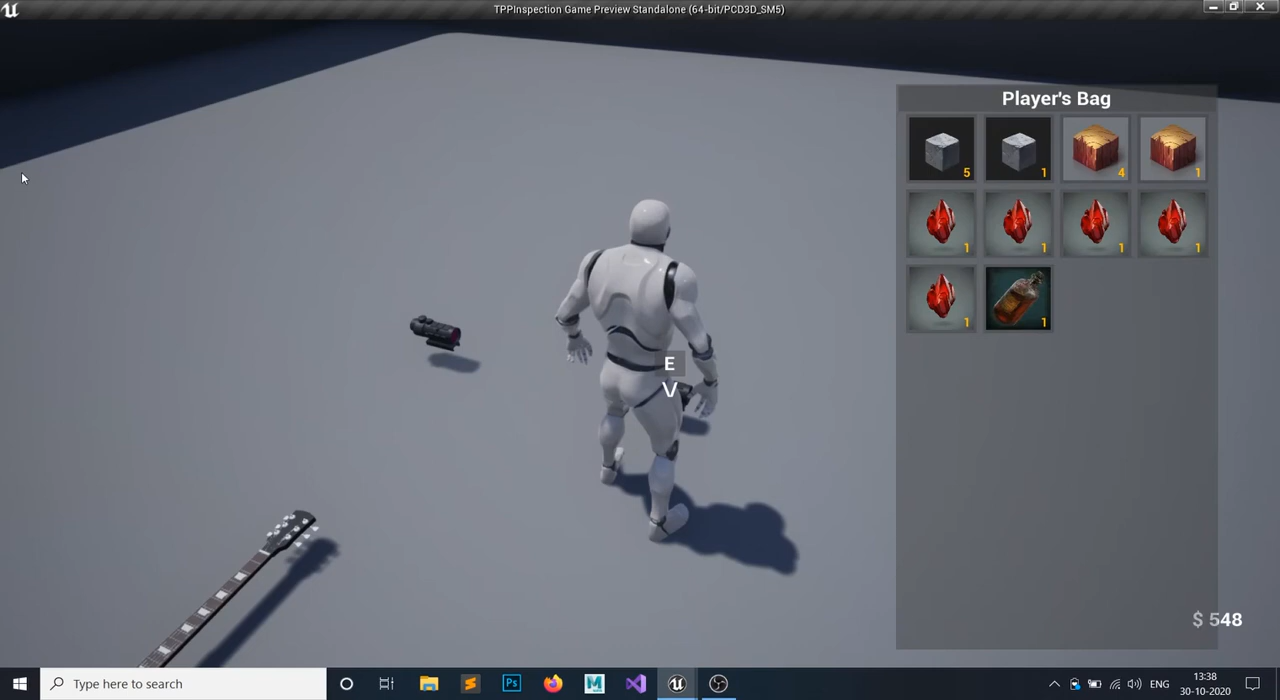 TPPInspection Game Preview Standalone (64-bit/PCD3D_SM5)
Player's Bag
5 1 4 1
1 1 1 1
1 1
E
V
$ 548
Type here to search
Ps
M
ENG
13:38
30-10-2020